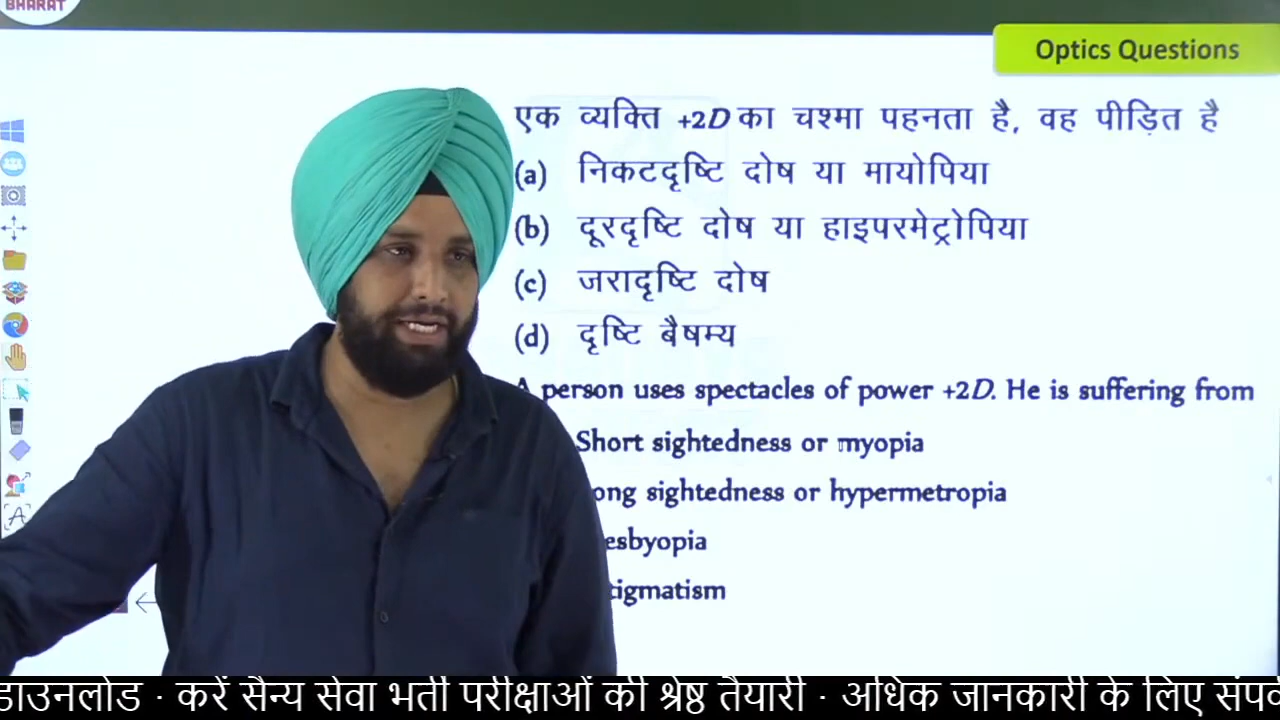 BHARAT
Optics Questions
एक व्यक्ति +2D का चश्मा पहनता है, वह पीड़ित है
(a) निकटदृष्टि दोष या मायोपिया
(b) दूरदृष्टि दोष या हाइपरमेट्रोपिया
(c) जरादृष्टि दोष
(d) दृष्टि बैषम्य
A person uses spectacles of power +2D. He is suffering from
Short sightedness or myopia
ong sightedness or hypermetropia
esbyopia
tigmatism
डाउनलोड · करें सैन्य सेवा भर्ती परीक्षाओं की श्रेष्ठ तैयारी · अधिक जानकारी के लिए संपर्क